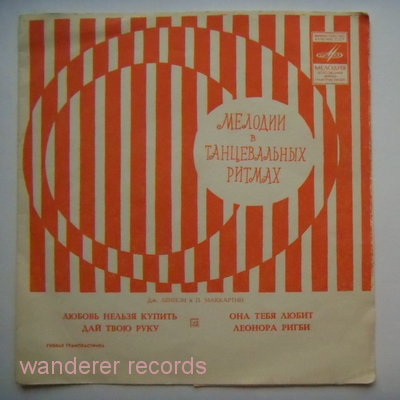 МЕЛОДИЯ
МЕЛОДИИ
В
ТАНЦЕВАЛЬНЫХ
РИТМАХ
ДЖ. ЛЕННОН и П. МАККАРТНИ
ЛЮБОВЬ НЕЛЬЗЯ КУПИТЬ
ДАЙ ТВОЮ РУКУ
ОНА ТЕБЯ ЛЮБИТ
ЛЕОНОРА РИГБИ
ГИБКАЯ ГРАМПЛАСТИНКА
wanderer records